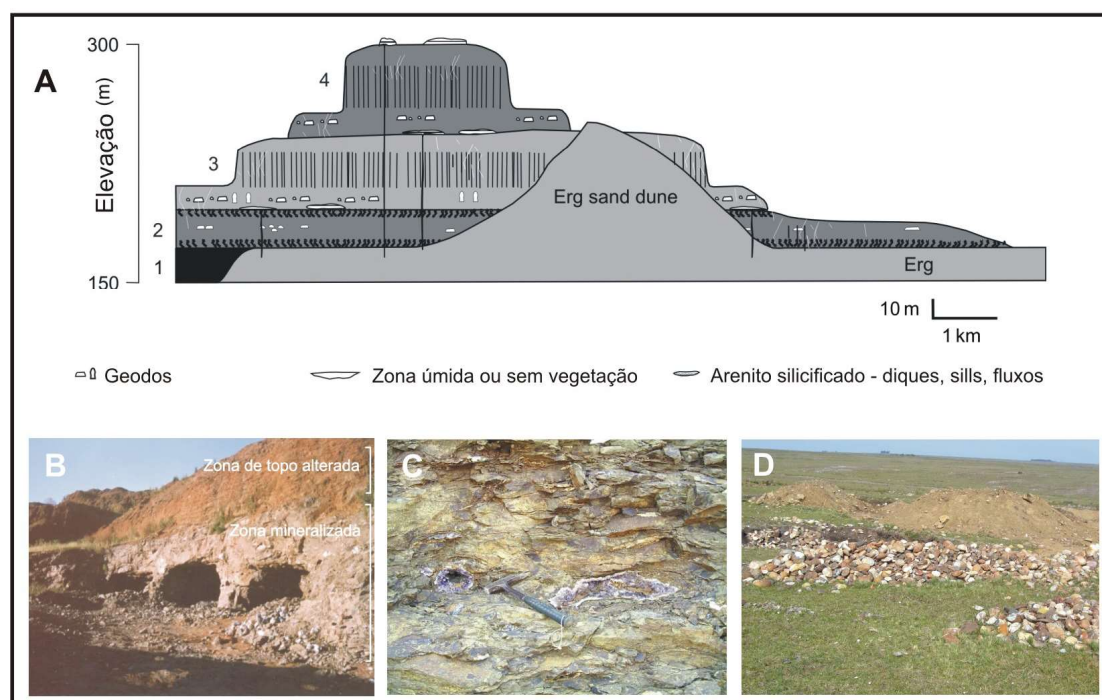 A
Elevação (m)
300
150
4
3
2
1
Erg sand dune
Erg
10 m
1 km
Geodos
Zona úmida ou sem vegetação
Arenito silicificado - diques, sills, fluxos
B
Zona de topo alterada
Zona mineralizada
C
D